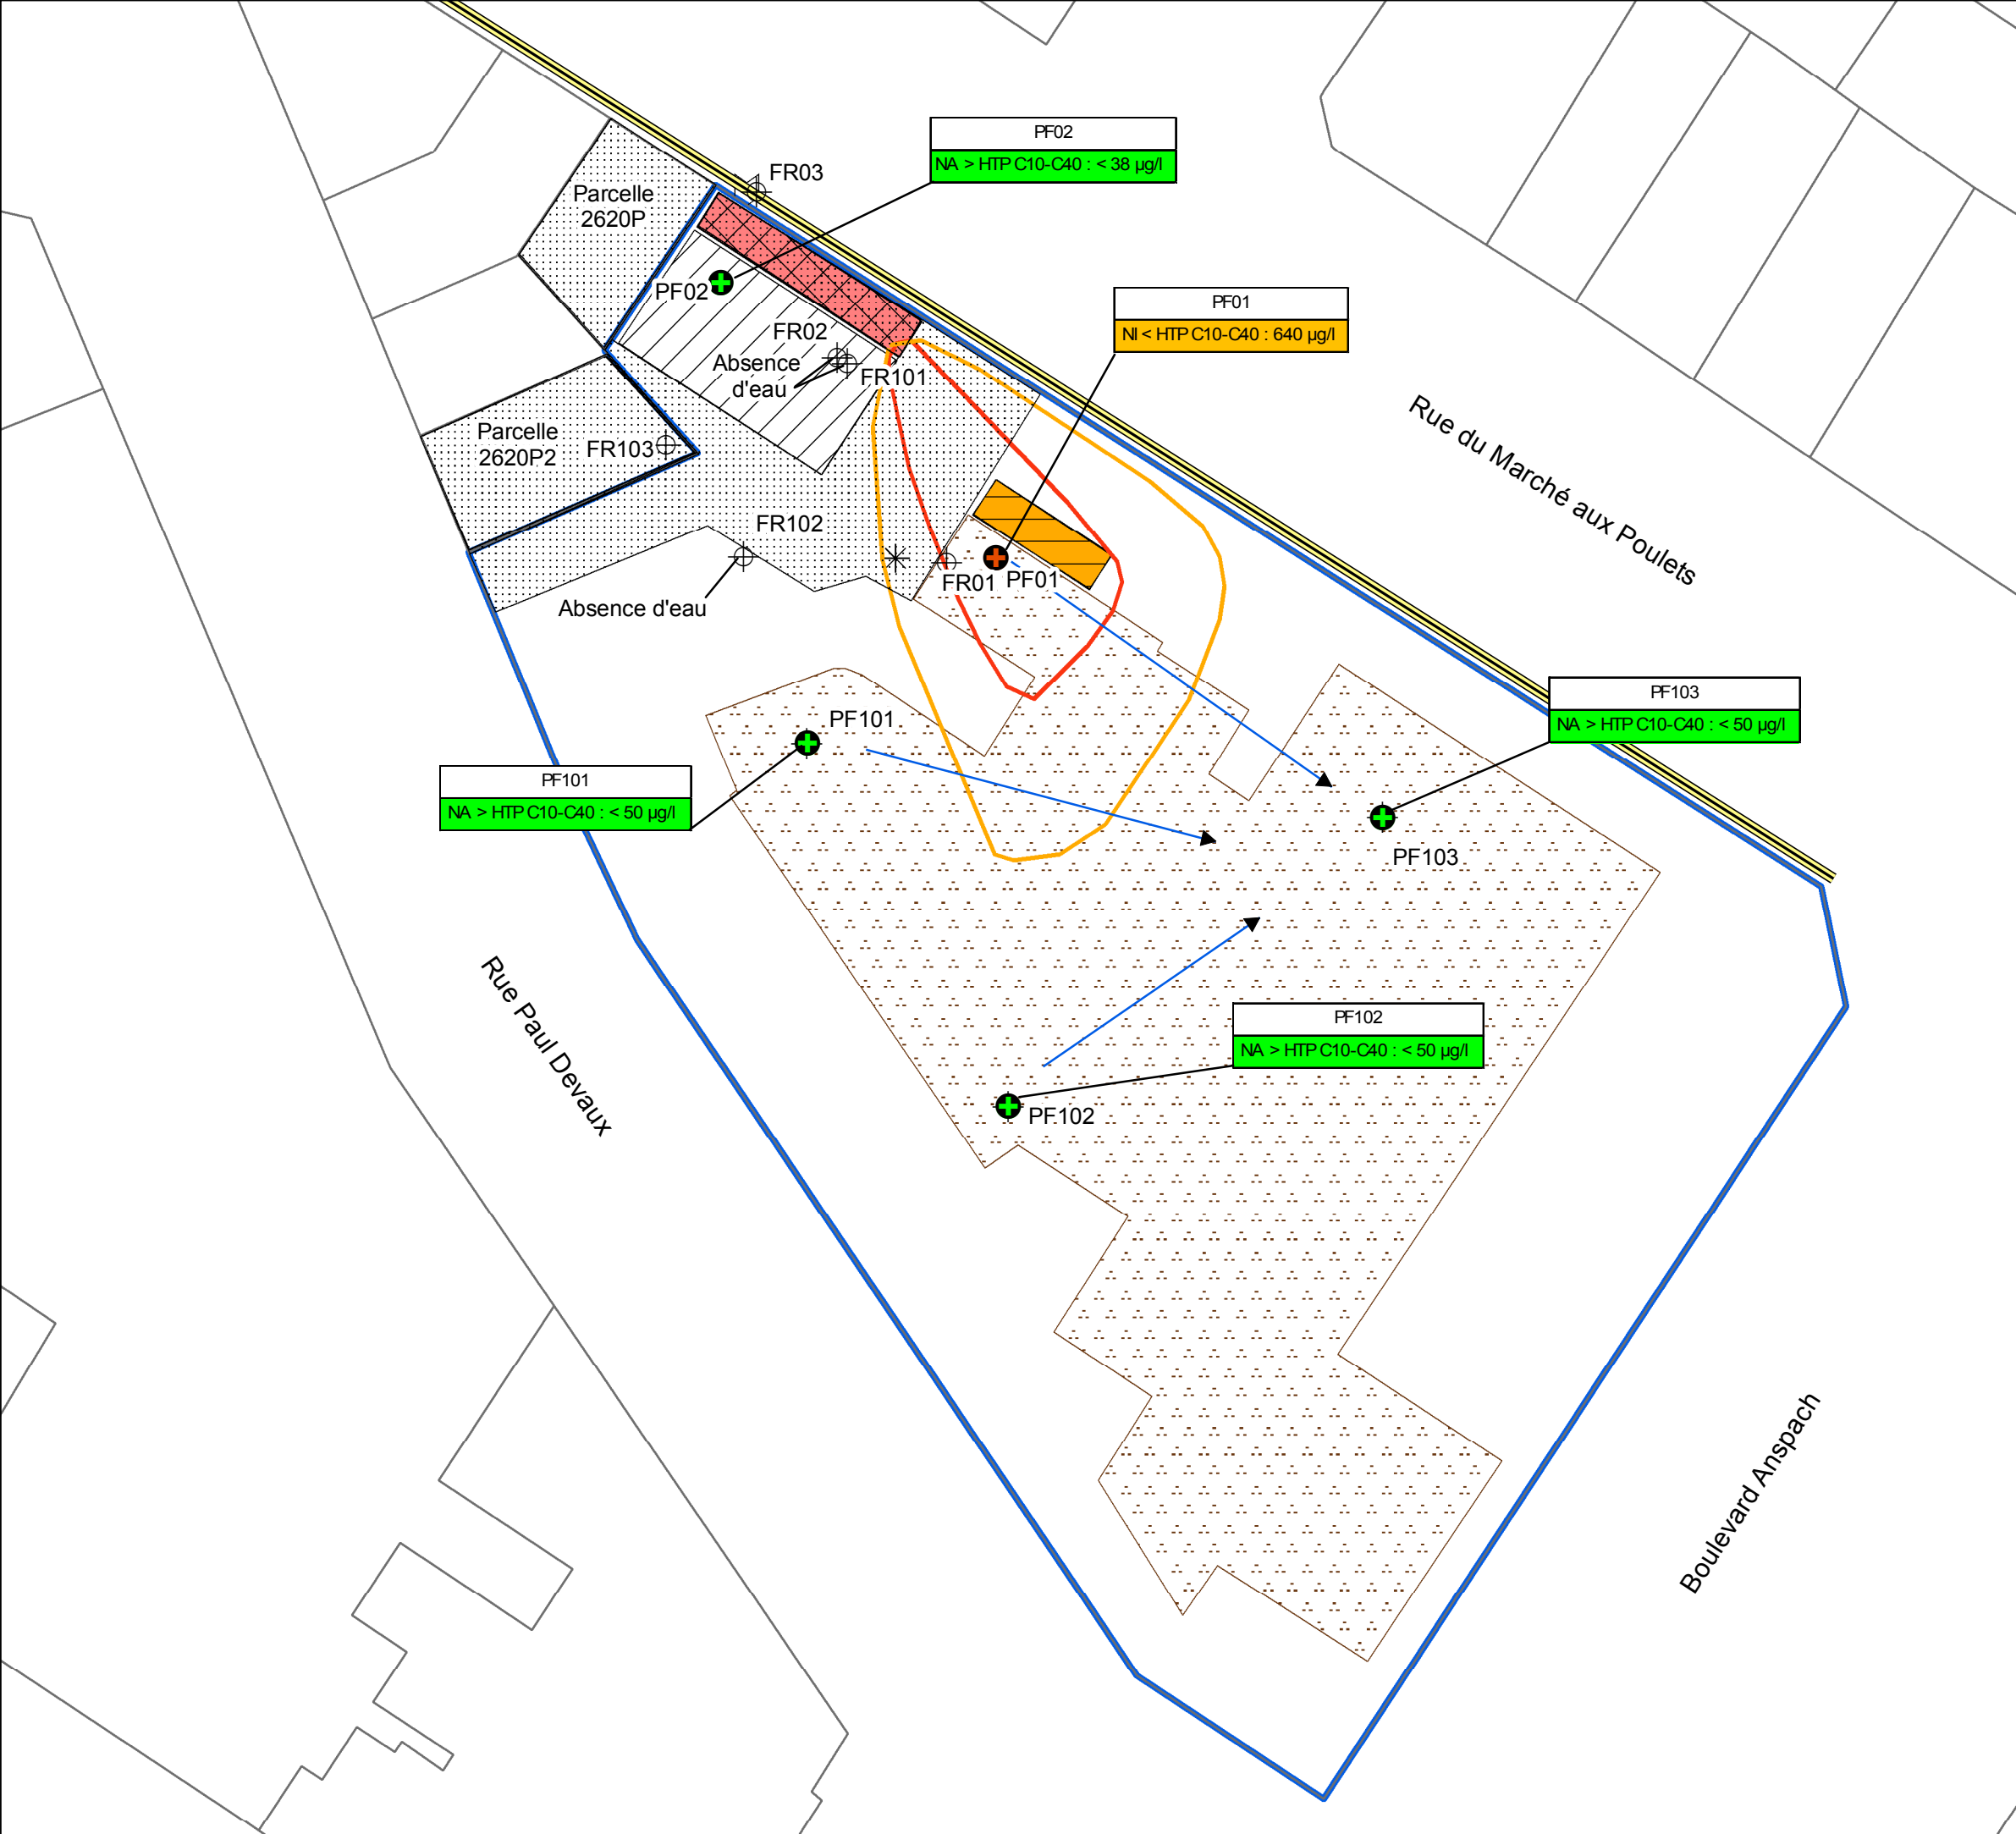 PF02
NA > HTP C10-C40 : < 38 µg/l
FR03
Parcelle
2620P
PF02
PF01
NI < HTP C10-C40 : 640 µg/l
FR02
Absence
d'eau
FR101
Rue du Marché aux Poulets
Parcelle
2620P2
FR103
FR102
FR01
PF01
Absence d'eau
PF103
NA > HTP C10-C40 : < 50 µg/l
PF101
PF101
NA > HTP C10-C40 : < 50 µg/l
PF103
Rue Paul Devaux
PF102
NA > HTP C10-C40 : < 50 µg/l
PF102
Boulevard Anspach